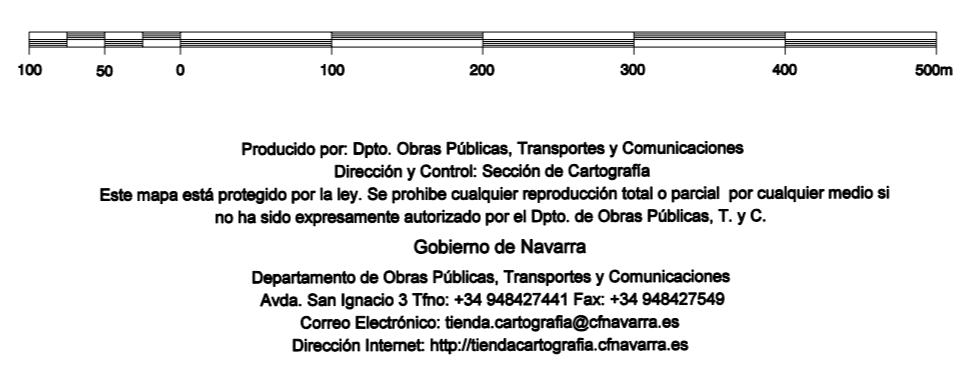 100 50 0 100 200 300 400 500m
Producido por: Dpto. Obras Públicas, Transportes y Comunicaciones
Dirección y Control: Sección de Cartografía
Este mapa está protegido por la ley. Se prohibe cualquier reproducción total o parcial por cualquier medio si
no ha sido expresamente autorizado por el Dpto. de Obras Públicas, T. y C.
Gobierno de Navarra
Departamento de Obras Públicas, Transportes y Comunicaciones
Avda. San Ignacio 3 Tfno: +34 948427441 Fax: +34 948427549
Correo Electrónico: tienda.cartografia@cfnavarra.es
Dirección Internet: http://tiendacartografia.cfnavarra.es